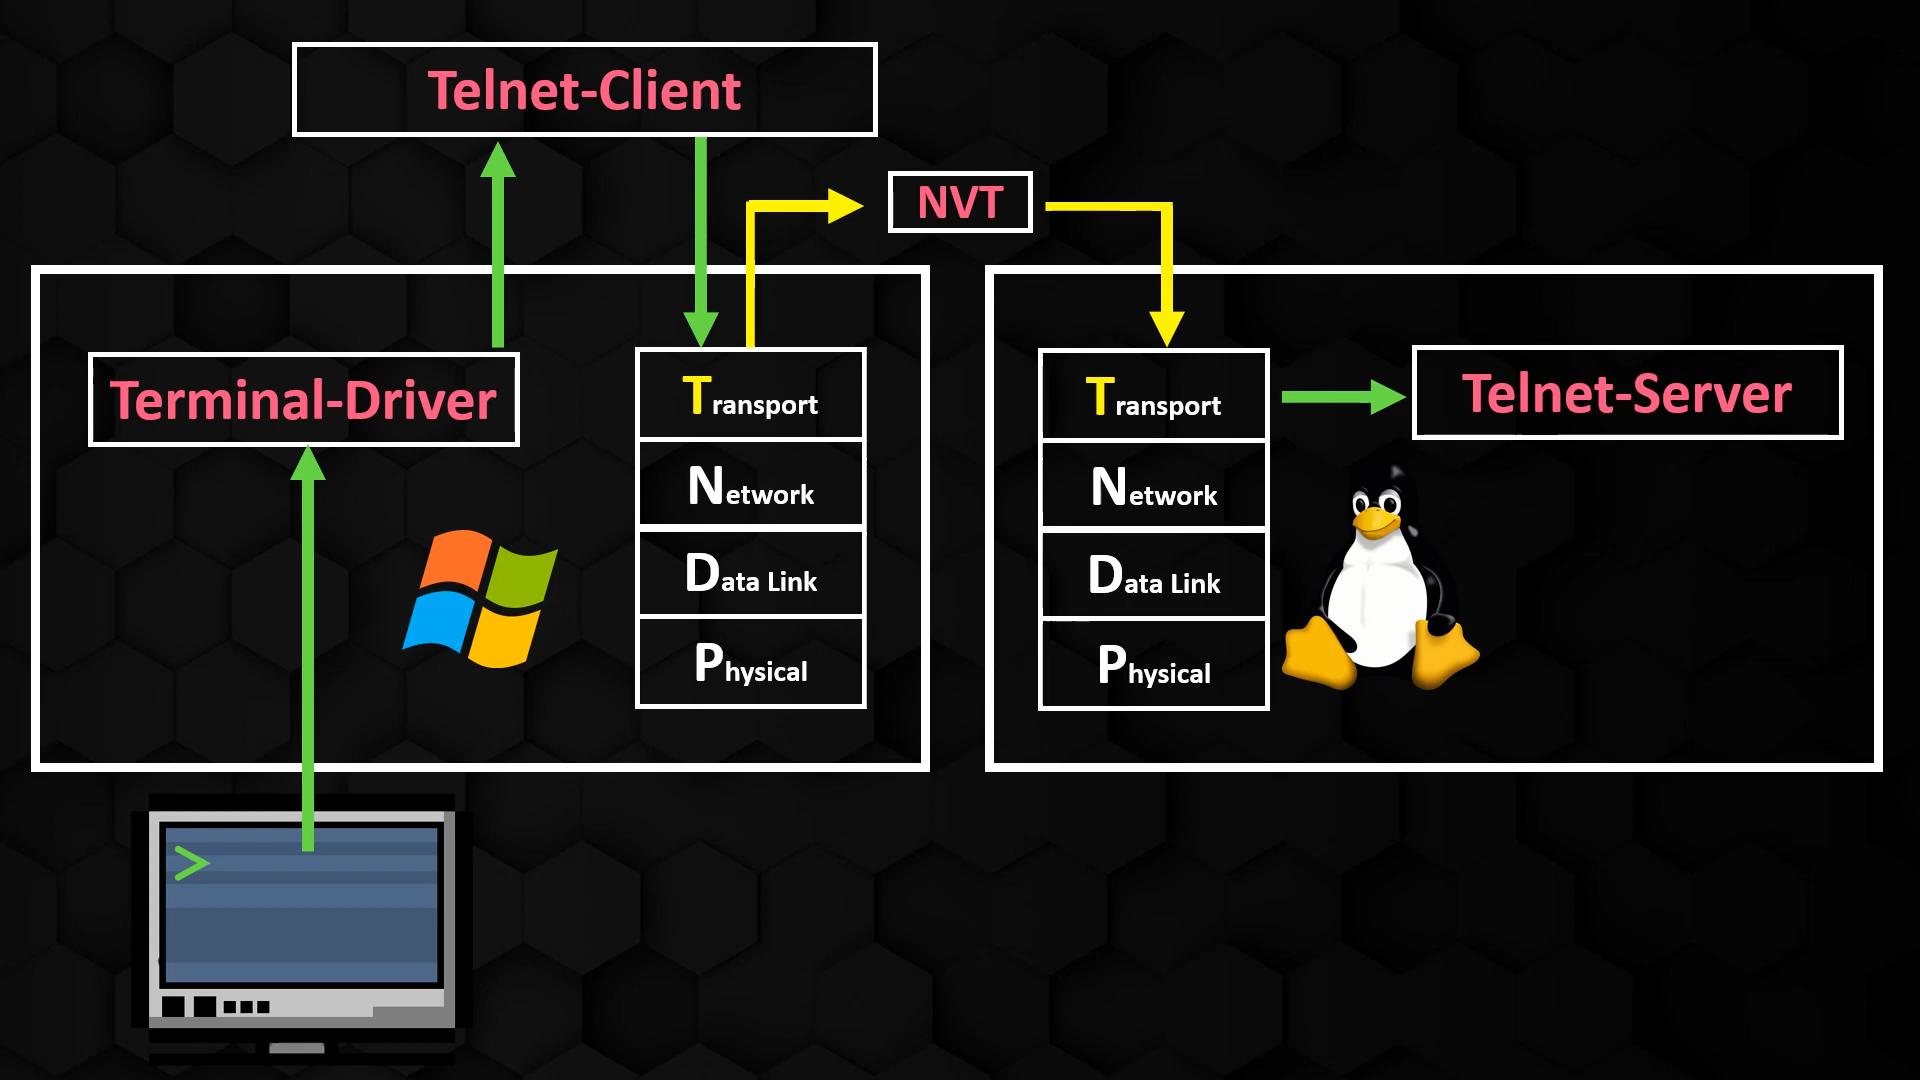 Telnet-Client
NVT
Terminal-Driver
Transport
Network
Data Link
Physical
Transport
Network
Data Link
Physical
Telnet-Server
>